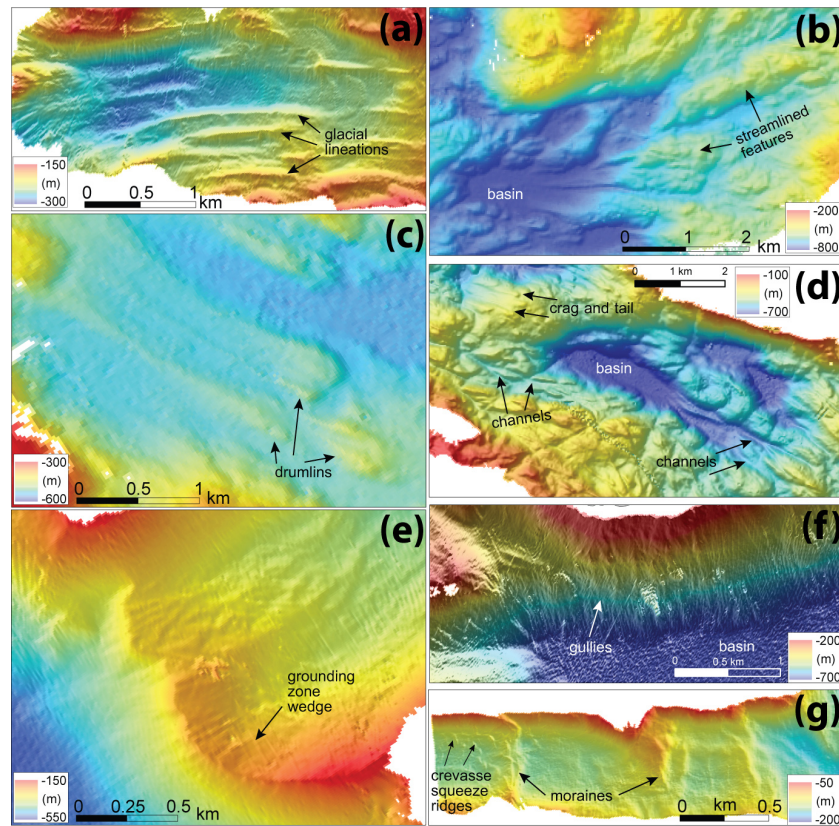 (a)
glacial
lineations
-150
(m)
-300
0 0.5 1
km
(b)
streamlined
features
basin
-200
(m)
-800
0 1 2
km
(c)
drumlins
-300
(m)
-600
0 0.5 1
km
(d)
0 1 km 2
-100
(m)
-700
crag and tail
basin
channels
channels
(e)
grounding
zone
wedge
-150
(m)
-550
0 0.25 0.5
km
(f)
gullies
basin
0 0.5 km 1
-200
(m)
-700
(g)
crevasse
squeeze
ridges
moraines
0 km 0.5
-50
(m)
-200